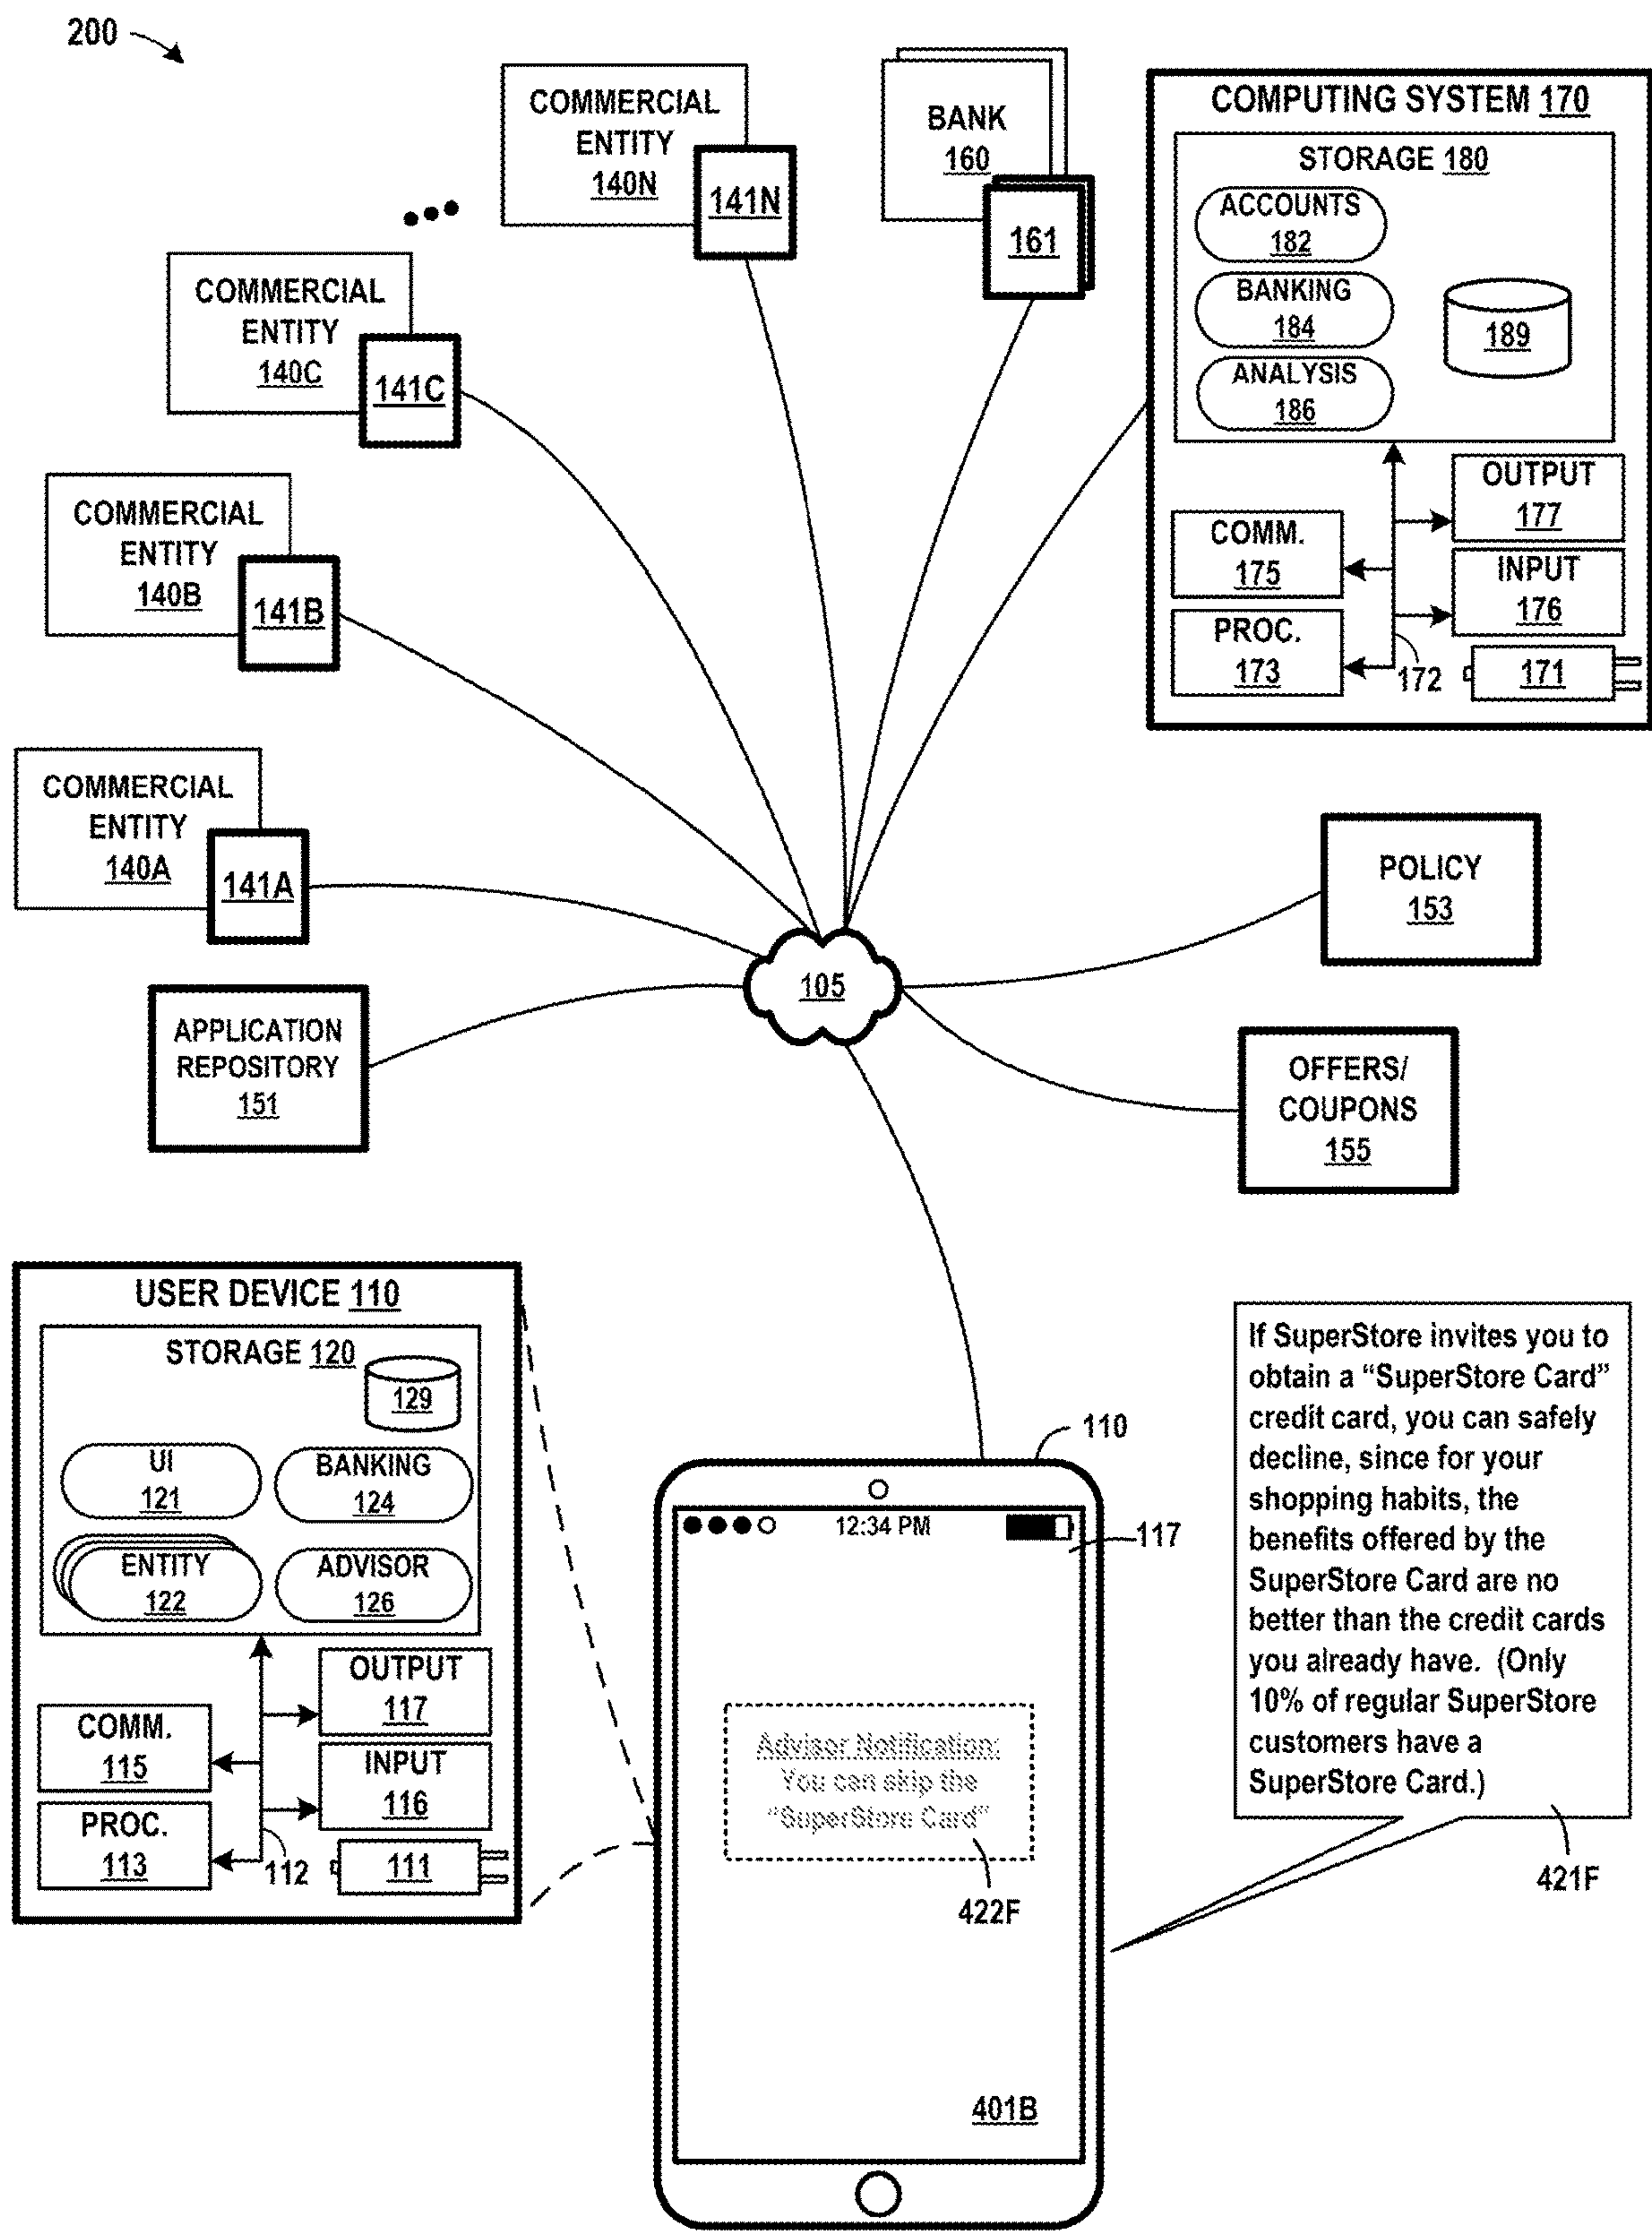 200
COMMERCIAL
ENTITY
140N
141N
BANK
160
161
COMPUTING SYSTEM 170
STORAGE 180
ACCOUNTS
182
BANKING
184
ANALYSIS
186
189
OUTPUT
177
COMM.
175
INPUT
176
PROC.
173
172
171
COMMERCIAL
ENTITY
140C
141C
COMMERCIAL
ENTITY
140B
141B
COMMERCIAL
ENTITY
140A
141A
POLICY
153
105
APPLICATION
REPOSITORY
151
OFFERS/
COUPONS
155
USER DEVICE 110
STORAGE 120
129
UI
121
BANKING
124
ENTITY
122
ADVISOR
126
OUTPUT
117
COMM.
115
INPUT
116
PROC.
113
112
111
110
12:34 PM
117
Advisor Notification:
You can skip the
“SuperStore Card”
422F
401B
If SuperStore invites you to
obtain a “SuperStore Card”
credit card, you can safely
decline, since for your
shopping habits, the
benefits offered by the
SuperStore Card are no
better than the credit cards
you already have. (Only
10% of regular SuperStore
customers have a
SuperStore Card.)
421F